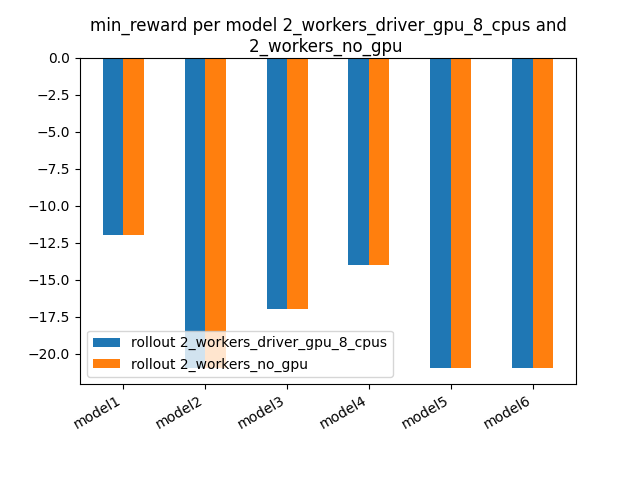 min_reward per model 2_workers_driver_gpu_8_cpus and
2_workers_no_gpu
0.0
−2.5
−5.0
−7.5
−10.0
−12.5
−15.0
−17.5
−20.0
rollout 2_workers_driver_gpu_8_cpus
rollout 2_workers_no_gpu
model1
model2
model3
model4
model5
model6